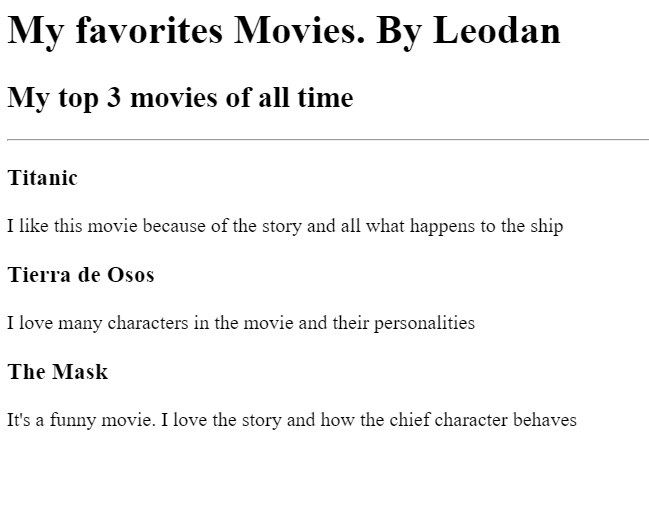 My favorites Movies. By Leodan
My top 3 movies of all time
Titanic
I like this movie because of the story and all what happens to the ship
Tierra de Osos
I love many characters in the movie and their personalities
The Mask
It's a funny movie. I love the story and how the chief character behaves